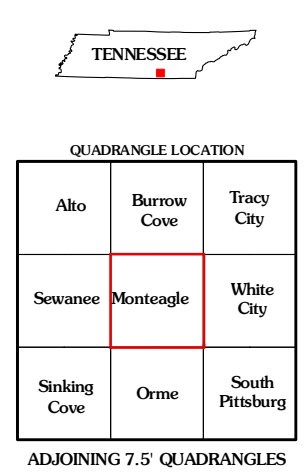 TENNESSEE
QUADRANGLE LOCATION
Alto
Burrow
Cove
Tracy
City
Sewanee
Monteagle
White
City
Sinking
Cove
Orme
South
Pittsburg
ADJOINING 7.5' QUADRANGLES